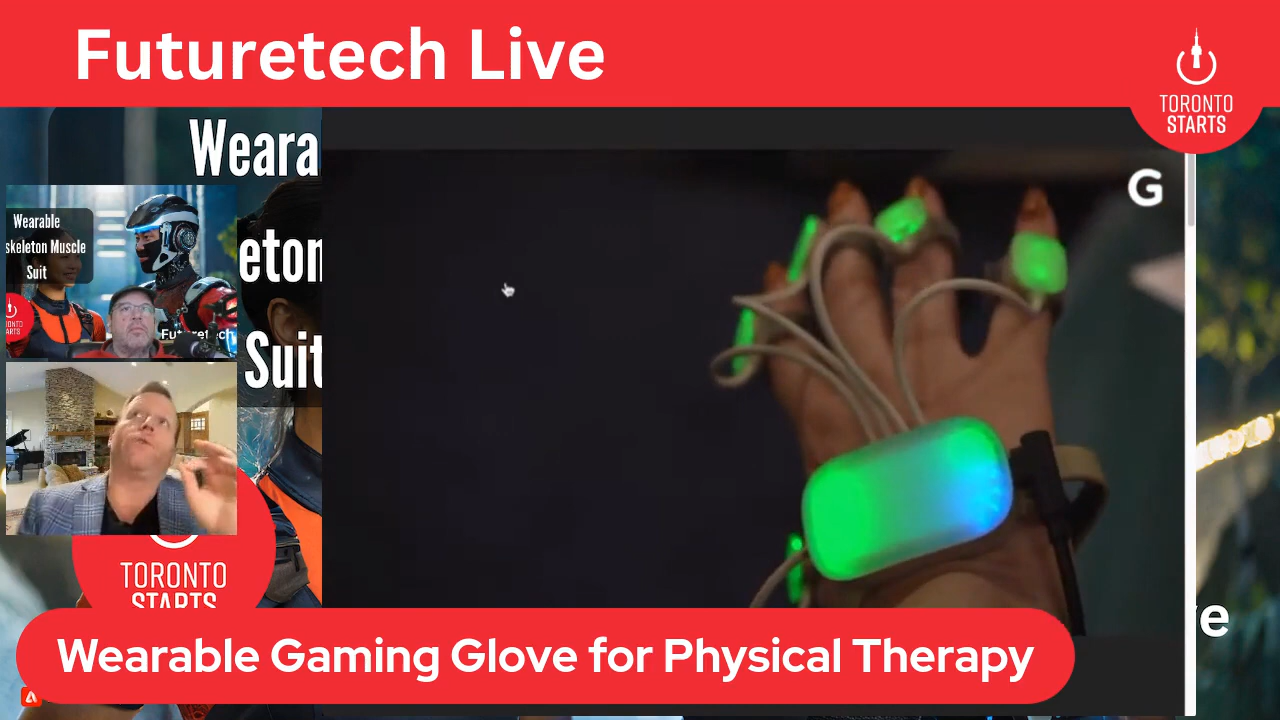 Futuretech Live
TORONTO
STARTS
Weara
eton
Suit
Wearable
skeleton Muscle
Suit
Futuretech
G
TORONTO
STARTS
Wearable Gaming Glove for Physical Therapy